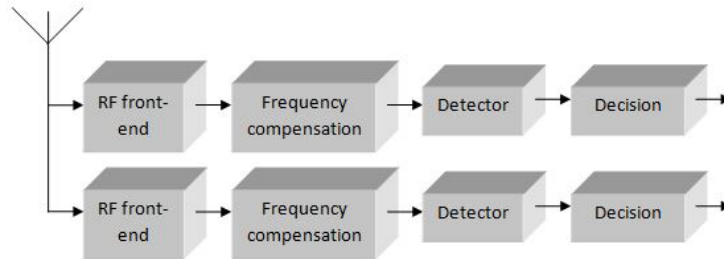 RF front-
end
Frequency
compensation
Detector
Decision
RF front-
end
Frequency
compensation
Detector
Decision